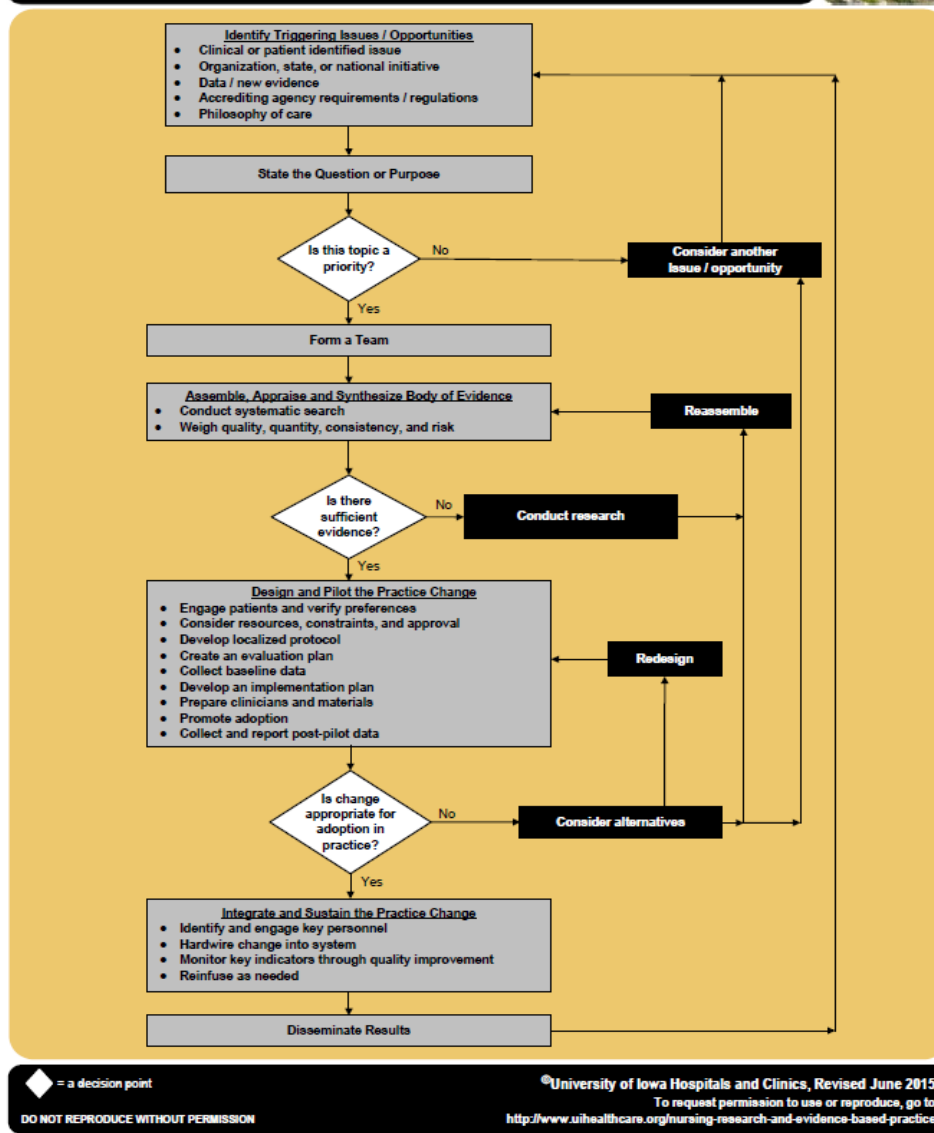 Identify Triggering Issues / Opportunities
• Clinical or patient identified issue
• Organization, state, or national initiative
• Data / new evidence
• Accrediting agency requirements / regulations
• Philosophy of care
State the Question or Purpose
Is this topic a
priority?
No
Consider another
Issue / opportunity
Yes
Form a Team
Assemble, Appraise and Synthesize Body of Evidence
• Conduct systematic search
• Weigh quality, quantity, consistency, and risk
Reassemble
Is there
sufficient
evidence?
No
Conduct research
Yes
Design and Pilot the Practice Change
• Engage patients and verify preferences
• Consider resources, constraints, and approval
• Develop localized protocol
• Create an evaluation plan
• Collect baseline data
• Develop an implementation plan
• Prepare clinicians and materials
• Promote adoption
• Collect and report post-pilot data
Redesign
Is change
appropriate for
adoption in
practice?
No
Consider alternatives
Yes
Integrate and Sustain the Practice Change
• Identify and engage key personnel
• Hardwire change into system
• Monitor key indicators through quality improvement
• Reinfuse as needed
Disseminate Results
= a decision point
©University of Iowa Hospitals and Clinics, Revised June 2015
To request permission to use or reproduce, go to
DO NOT REPRODUCE WITHOUT PERMISSION
http://www.uihealthcare.org/nursing-research-and-evidence-based-practice